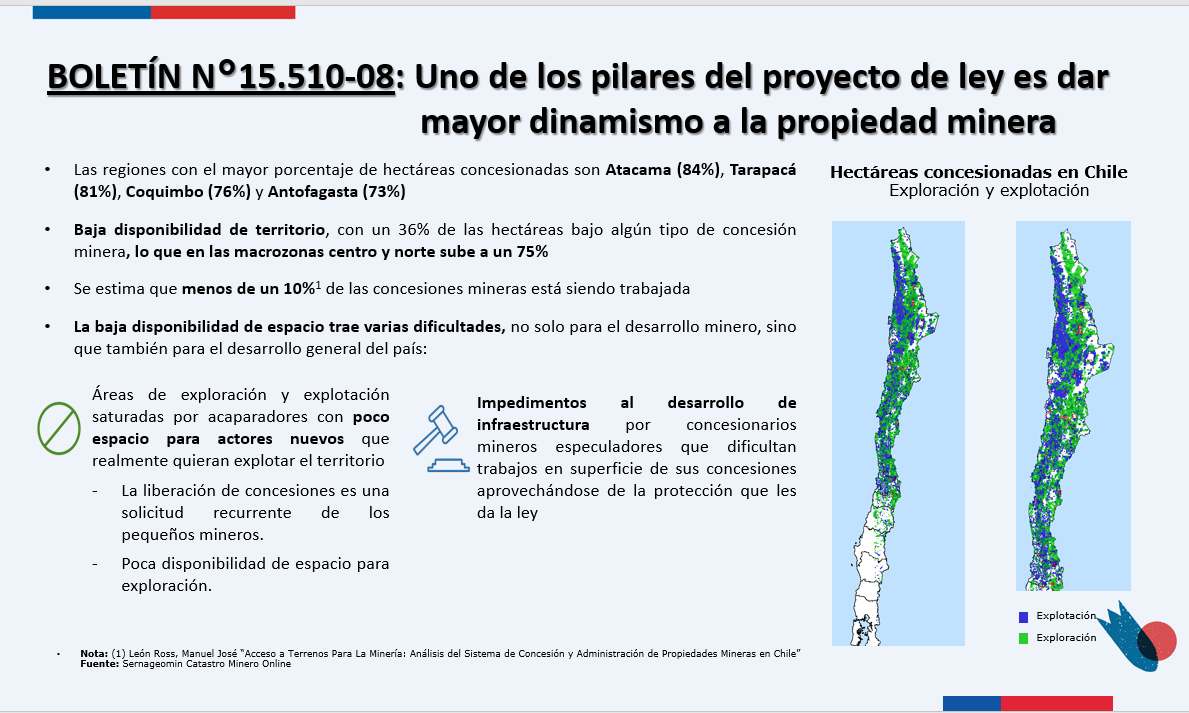 BOLETÍN N°15.510-08: Uno de los pilares del proyecto de ley es dar
mayor dinamismo a la propiedad minera
• Las regiones con el mayor porcentaje de hectáreas concesionadas son Atacama (84%), Tarapacá
(81%), Coquimbo (76%) y Antofagasta (73%)
• Baja disponibilidad de territorio, con un 36% de las hectáreas bajo algún tipo de concesión
minera, lo que en las macrozonas centro y norte sube a un 75%
• Se estima que menos de un 10%¹ de las concesiones mineras está siendo trabajada
• La baja disponibilidad de espacio trae varias dificultades, no solo para el desarrollo minero, sino
que también para el desarrollo general del país:
Áreas de exploración y explotación
saturadas por acaparadores con poco
espacio para actores nuevos que
realmente quieran explotar el territorio
- La liberación de concesiones es una
solicitud recurrente de los
pequeños mineros.
- Poca disponibilidad de espacio para
exploración.
Impedimentos al desarrollo de
infraestructura por concesionarios
mineros especuladores que dificultan
trabajos en superficie de sus concesiones
aprovechándose de la protección que les
da la ley
Hectáreas concesionadas en Chile
Exploración y explotación
Explotación
Exploración
• Nota: (1) León Ross, Manuel José “Acceso a Terrenos Para La Minería: Análisis del Sistema de Concesión y Administración de Propiedades Mineras en Chile”
Fuente: Sernageomin Catastro Minero Online